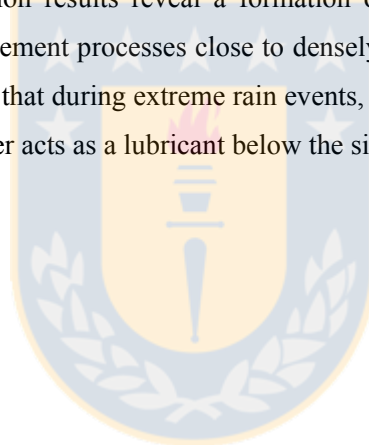 ion results reveal a formation
ement processes close to densely
that during extreme rain events,
er acts as a lubricant below the si